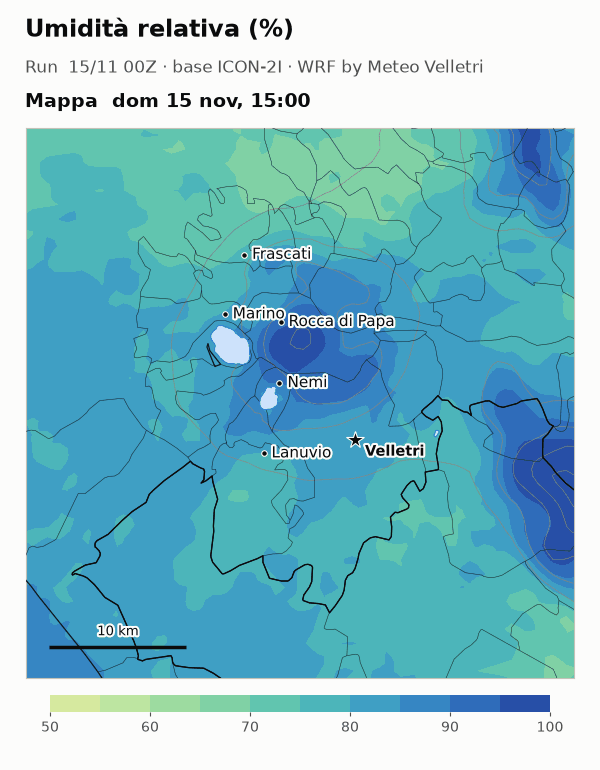 Umidità relativa (%)
Run  15/11 00Z · base ICON-2I · WRF by Meteo Velletri
Mappa  dom 15 nov, 15:00
Frascati
Marino
Rocca di Papa
Nemi
Velletri
Lanuvio
10 km
50 60 70 80 90 100